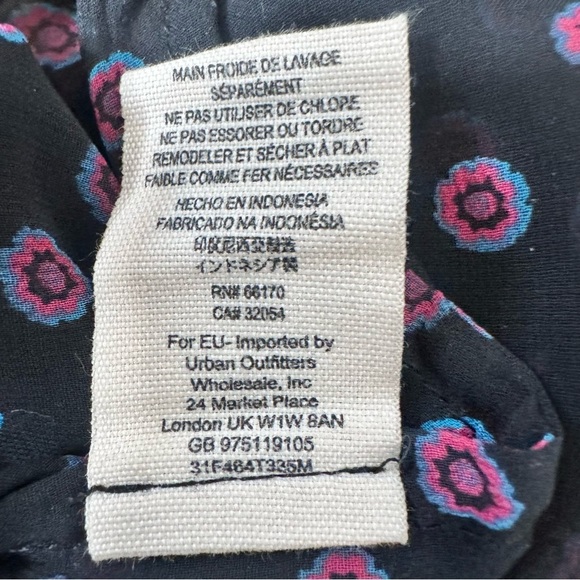 MAIN FROIDE DE LAVAGE
SÉPARÉMENT
NE PAS UTILISER DE CHLORE
NE PAS ESSORER OU TORDRE
REMODELER ET SÉCHER À PLAT
FAIBLE COMME FER NÉCESSAIRES
HECHO EN INDONESIA
FABRICADO NA INDONÉSIA
印度尼西亞製造
インドネシア製
RN# 66170
CA# 32054
For EU- Imported by
Urban Outfitters
Wholesale, Inc
24 Market Place
London UK W1W 8AN
GB 975119105
31F464T335M